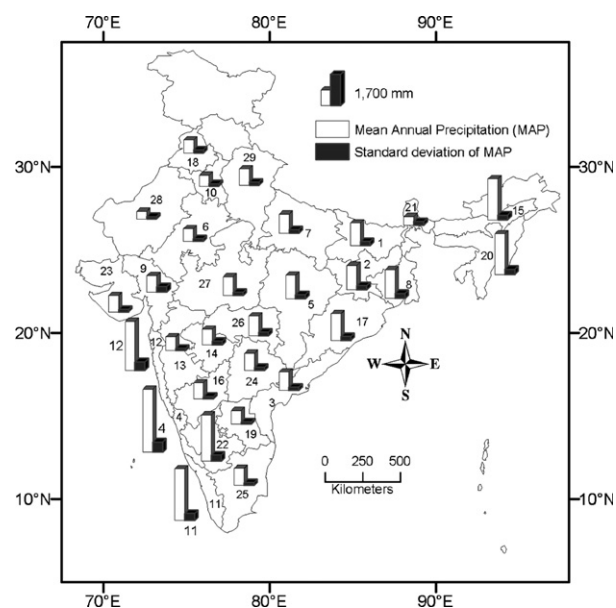 70°E 80°E 90°E
1,700 mm
Mean Annual Precipitation (MAP)
Standard deviation of MAP
30°N 30°N
18
29
10
28
21
15
6
7
1
20
23
9
2
27
8
5
20°N 20°N
12
12
26
17
14
13
N
W E
S
24
16
3
4
4
19
22
0 250 500
Kilometers
10°N 10°N
11
25
11
70°E 80°E 90°E